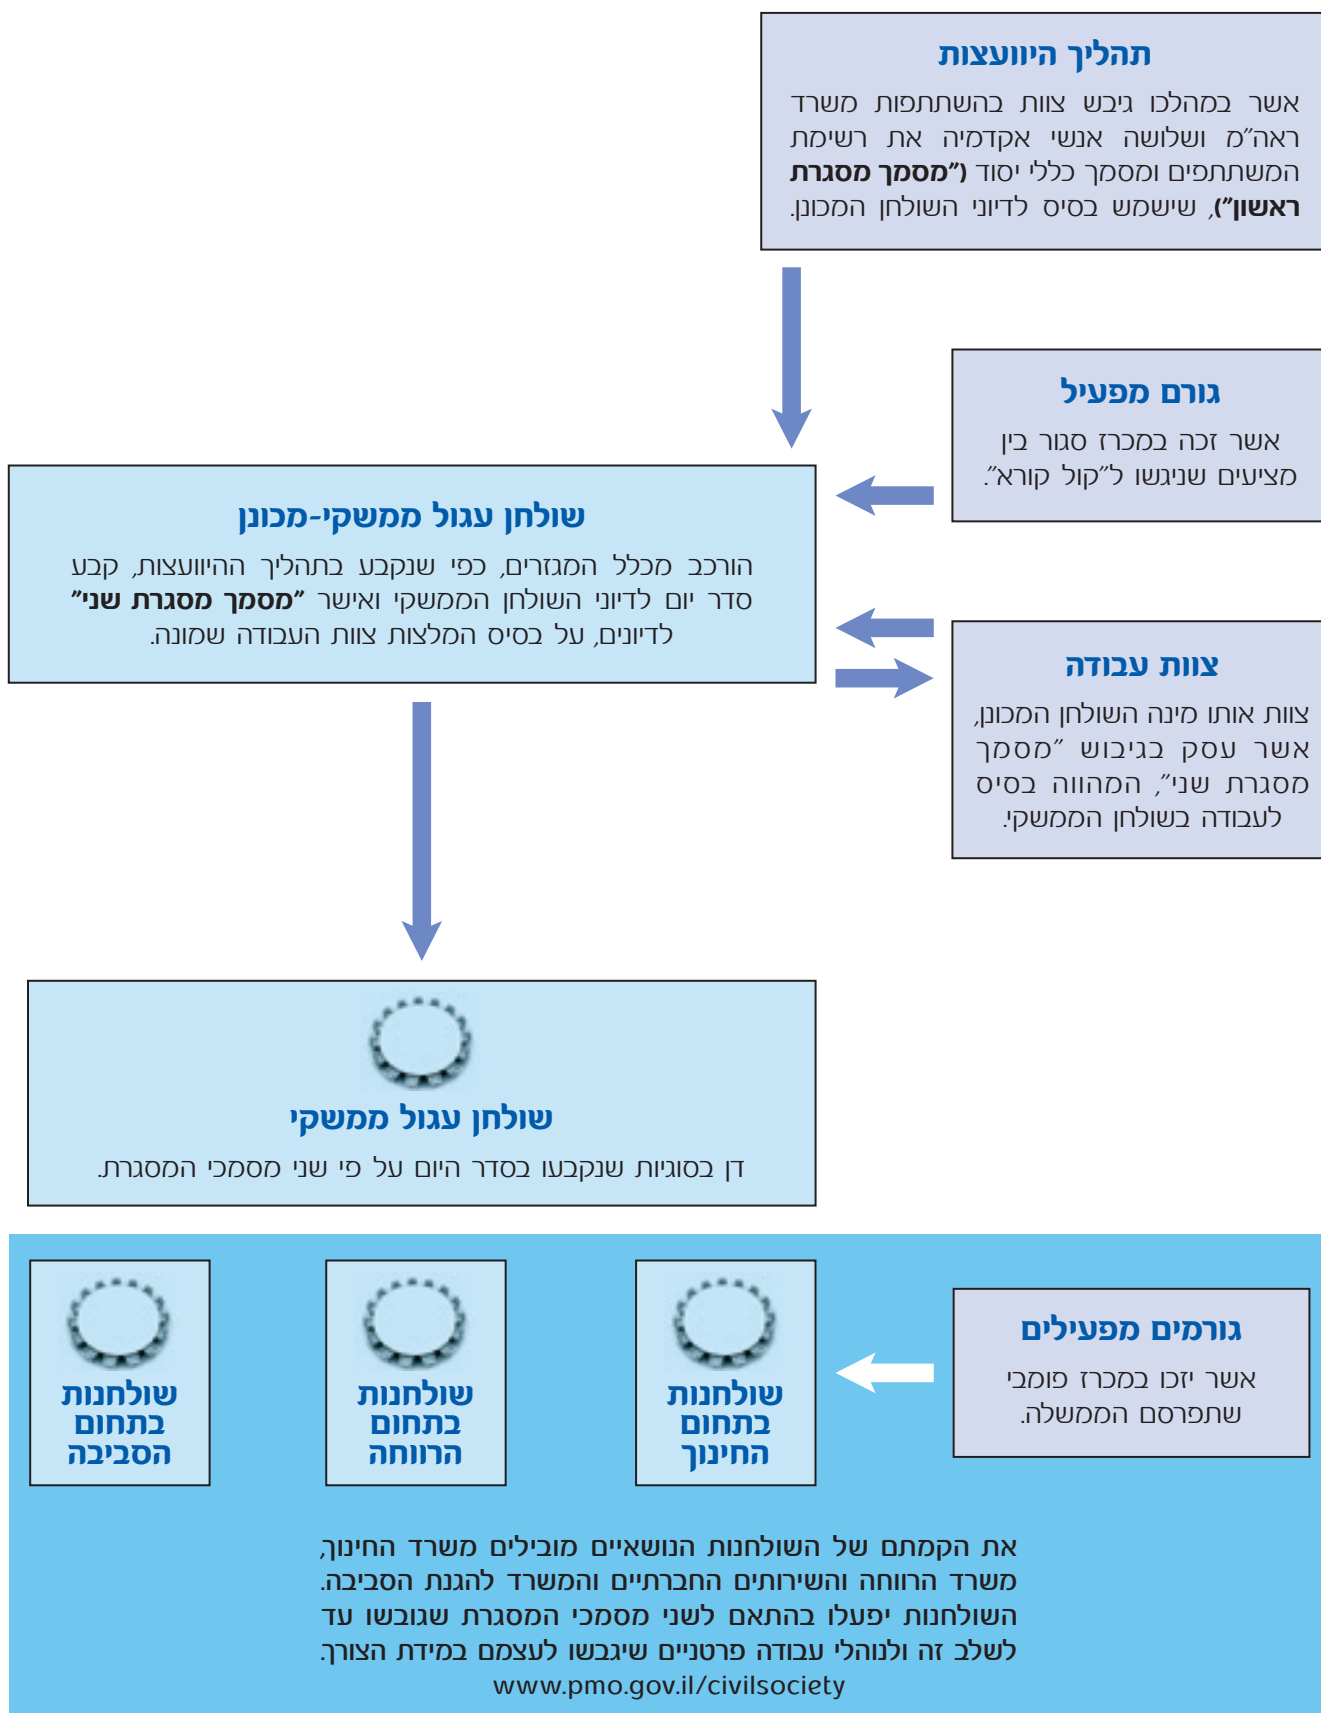 תהליך היוועצות
אשר במהלכו גיבש צוות בהשתתפות משרד
ראה"מ ושלושה אנשי אקדמיה את רשימת
המשתתפים ומסמך כללי יסוד ("מסמך מסגרת
ראשון"), שישמש בסיס לדיוני השולחן המכונן.
גורם מפעיל
אשר זכה במכרז סגור בין
מציעים שניגשו ל"קול קורא".
שולחן עגול ממשקי-מכונן
הורכב מכלל המגזרים, כפי שנקבע בתהליך ההיוועצות, קבע
סדר יום לדיוני השולחן הממשקי ואישר "מסמך מסגרת שני"
לדיונים, על בסיס המלצות צוות העבודה שמונה.
צוות עבודה
צוות אותו מינה השולחן המכונן,
אשר עסק בגיבוש "מסמך
מסגרת שני", המהווה בסיס
לעבודה בשולחן הממשקי.
שולחן עגול ממשקי
דן בסוגיות שנקבעו בסדר היום על פי שני מסמכי המסגרת.
גורמים מפעילים
אשר יזכו במכרז פומבי
שתפרסם הממשלה.
שולחנות
בתחום
החינוך
שולחנות
בתחום
הרווחה
שולחנות
בתחום
הסביבה
את הקמתם של השולחנות הנושאיים מובילים משרד החינוך,
משרד הרווחה והשירותים החברתיים והמשרד להגנת הסביבה.
השולחנות יפעלו בהתאם לשני מסמכי המסגרת שגובשו עד
לשלב זה ולנוהלי עבודה פרטניים שיגבשו לעצמם במידת הצורך.
www.pmo.gov.il/civilsociety